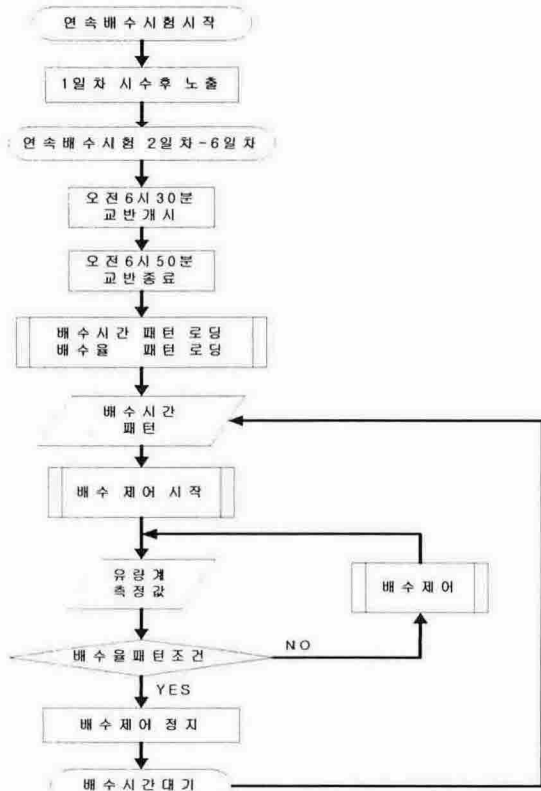 연속배수시험시작
1일차 시수후 노출
연속배수시험 2일차-6일차
오전6시30분
교반개시
오전6시50분
교반종료
배수시간 패턴 로딩
배수율 패턴 로딩
배수시간
패턴
배수 제어 시작
유량계
측정값
배수제어
배수율패턴조건
NO
YES
배수제어 정지
배수시간대기